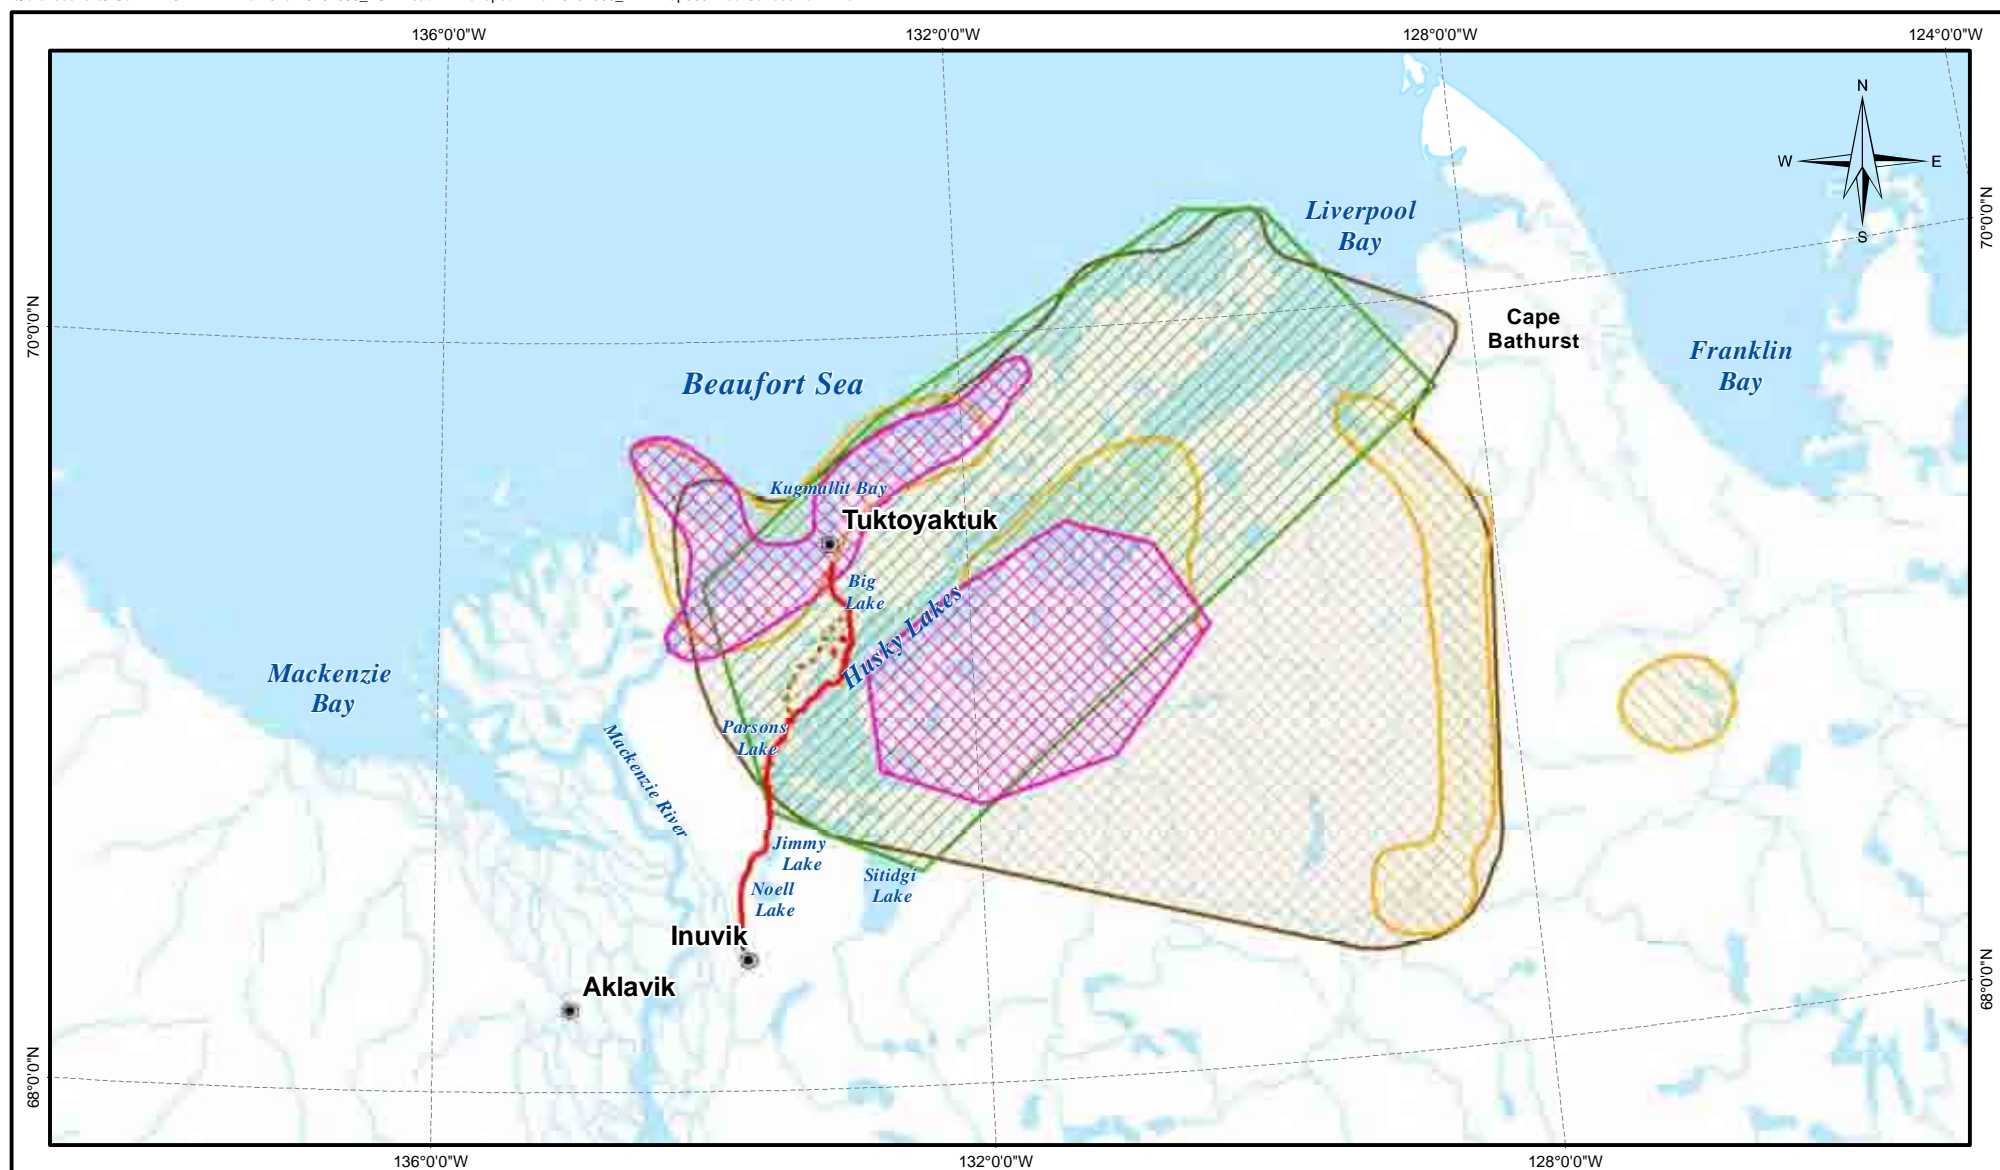 136°0'0"W
132°0'0"W
128°0'0"W
124°0'0"W
N
W
E
S
70°0'0"N
70°0'0"N
Liverpool
Bay
Cape
Bathurst
Franklin
Bay
Beaufort Sea
Kugmallit Bay
Tuktoyaktuk
Big
Lake
Husky Lakes
Mackenzie
Bay
Mackenzie River
Parsons
Lake
Jimmy
Lake
Sitidgi
Lake
Noell
Lake
Inuvik
Aklavik
68°0'0"N
68°0'0"N
136°0'0"W
132°0'0"W
128°0'0"W